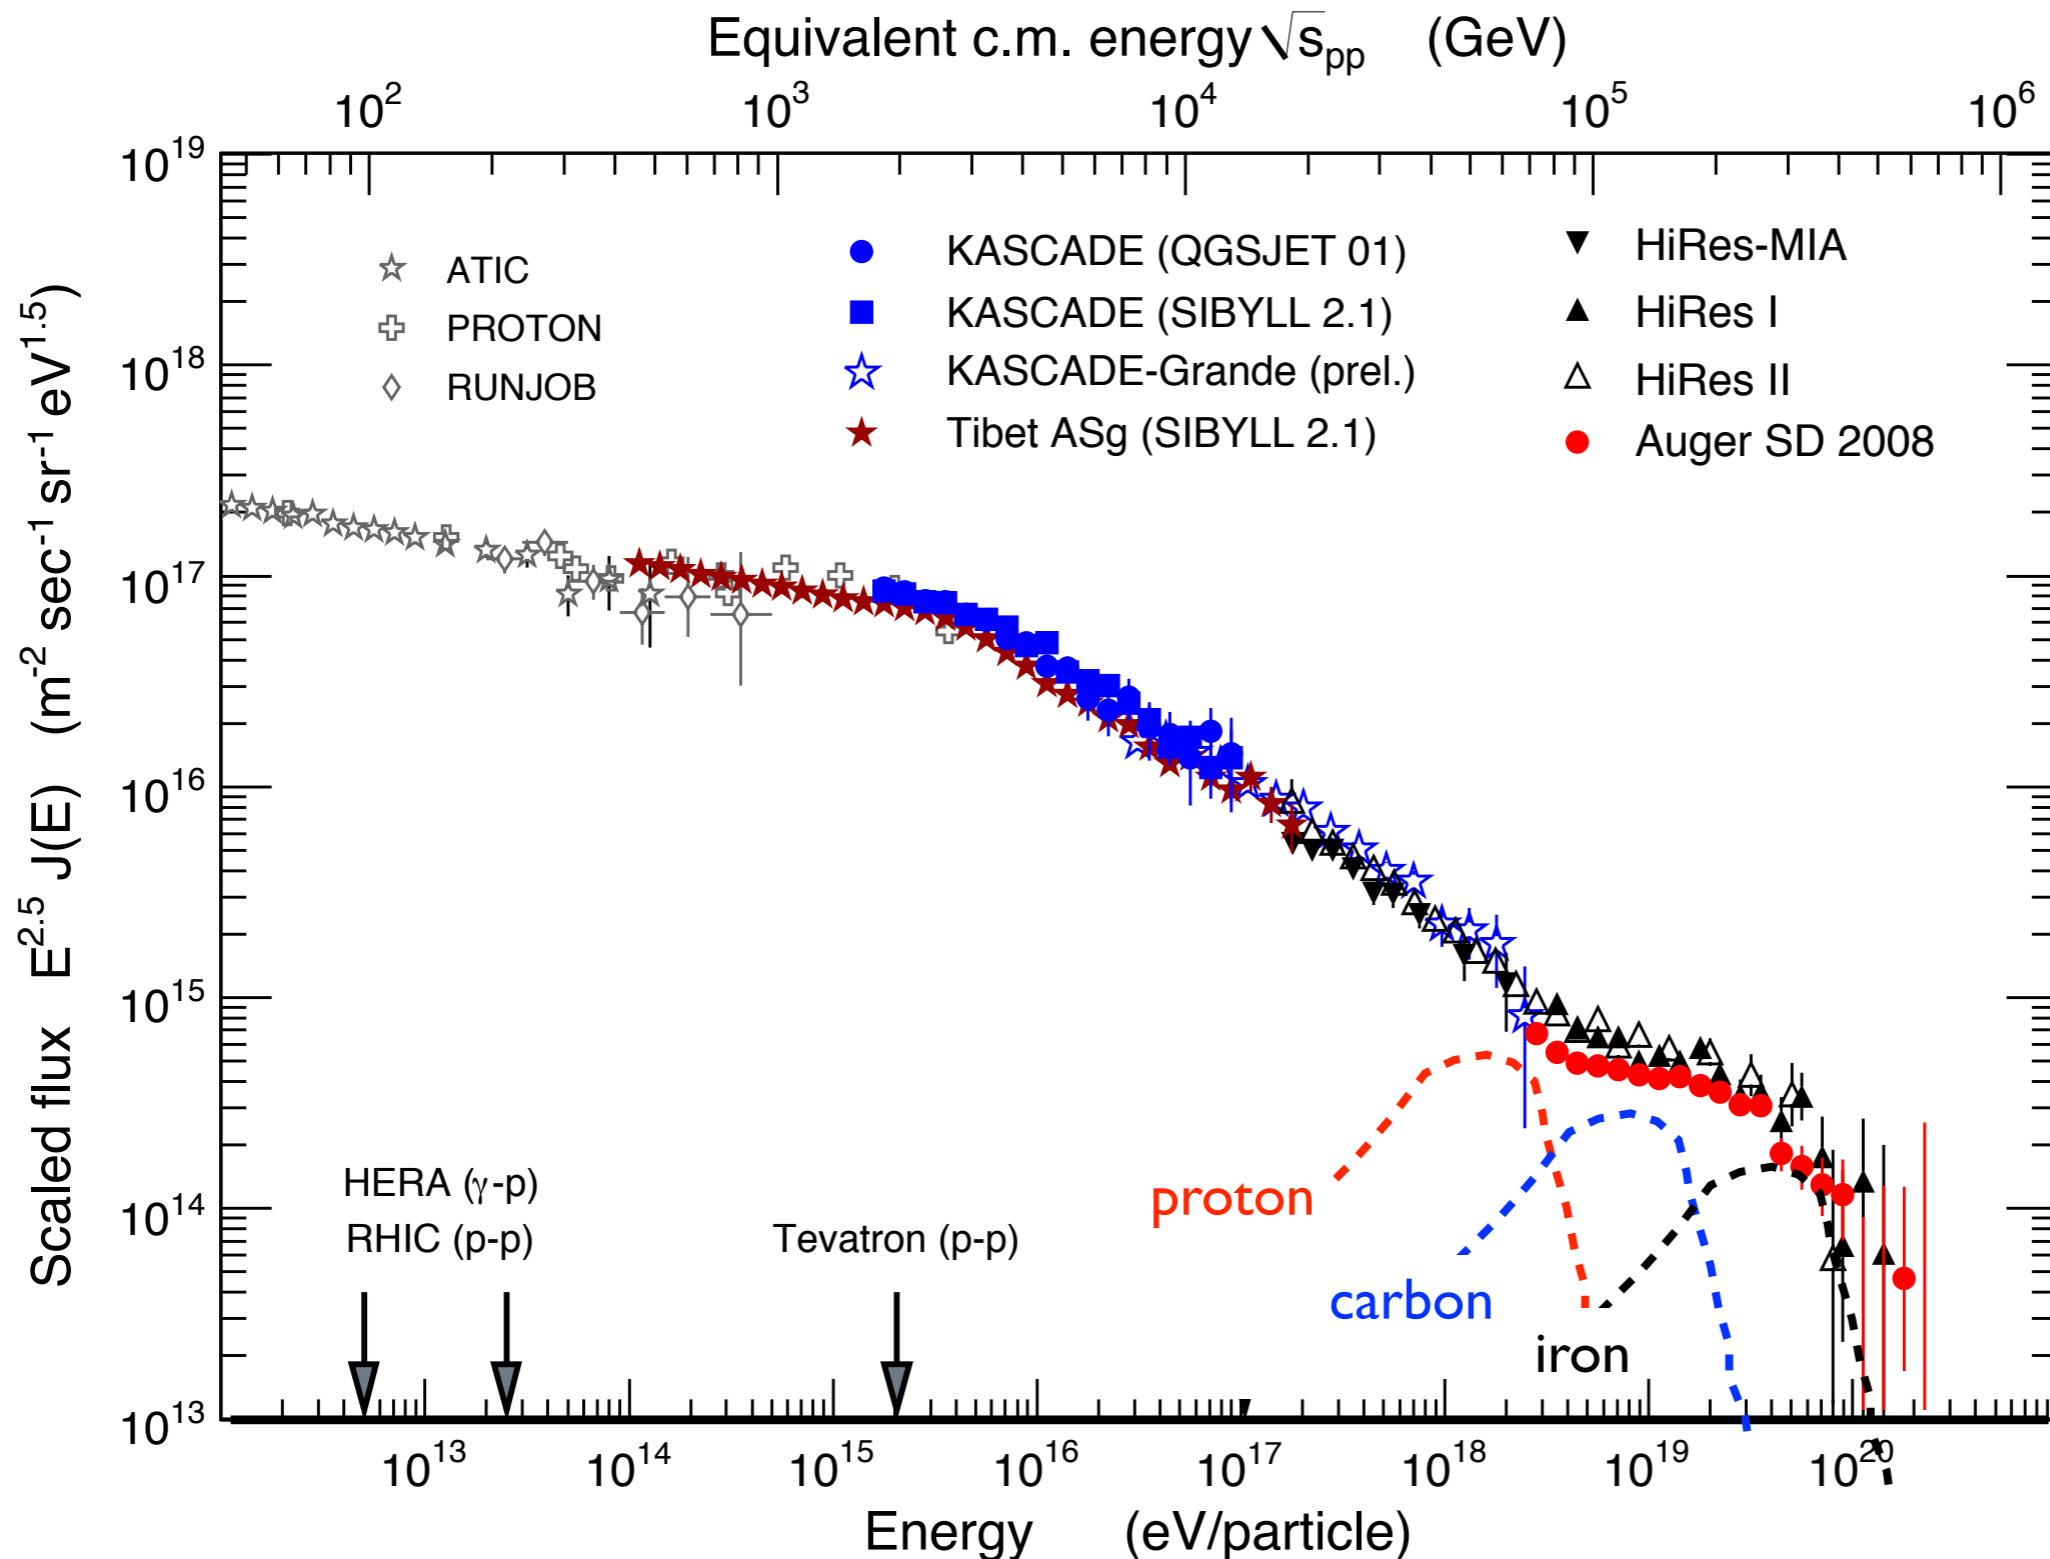 Equivalent c.m. energy √s_pp (GeV)
10^2 10^3 10^4 10^5 10^6
Scaled flux E^2.5 J(E) (m^-2 sec^-1 sr^-1 eV^1.5)
10^19
10^18
10^17
10^16
10^15
10^14
10^13
ATIC
PROTON
RUNJOB
KASCADE (QGSJET 01)
KASCADE (SIBYLL 2.1)
KASCADE-Grande (prel.)
Tibet ASg (SIBYLL 2.1)
HiRes-MIA
HiRes I
HiRes II
Auger SD 2008
HERA (γ-p)
RHIC (p-p)
Tevatron (p-p)
proton
carbon
iron
10^13 10^14 10^15 10^16 10^17 10^18 10^19 10^20
Energy (eV/particle)